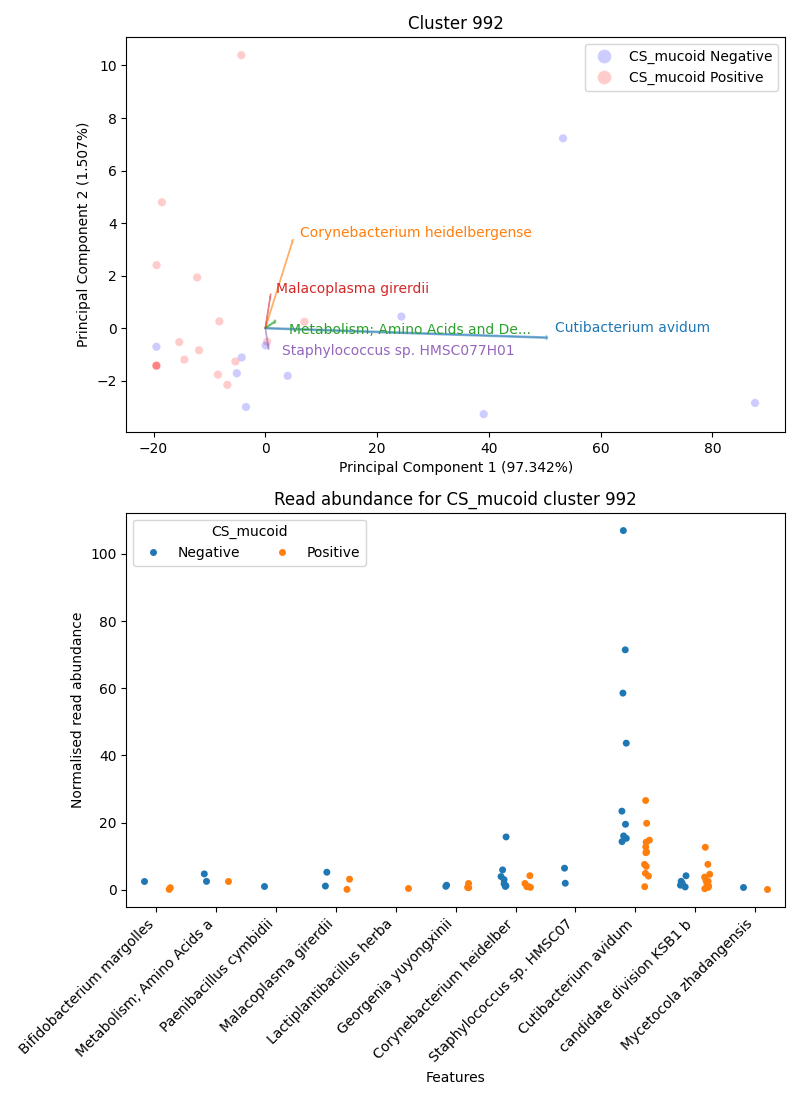 Cluster 992
CS_mucoid Negative
CS_mucoid Positive
10
8
6
4
2
0
−2
Principal Component 2 (1.507%)
Corynebacterium heidelbergense
Malacoplasma girerdii
Metabolism; Amino Acids and De...
Cutibacterium avidum
Staphylococcus sp. HMSC077H01
−20
0
20
40
60
80
Principal Component 1 (97.342%)
Read abundance for CS_mucoid cluster 992
CS_mucoid
Negative
Positive
100
80
60
40
20
0
Normalised read abundance
Bifidobacterium margolles
Metabolism; Amino Acids a
Paenibacillus cymbidii
Malacoplasma girerdii
Lactiplantibacillus herba
Georgenia yuyongxinii
Corynebacterium heidelber
Staphylococcus sp. HMSC07
Cutibacterium avidum
candidate division KSB1 b
Mycetocola zhadangensis
Features